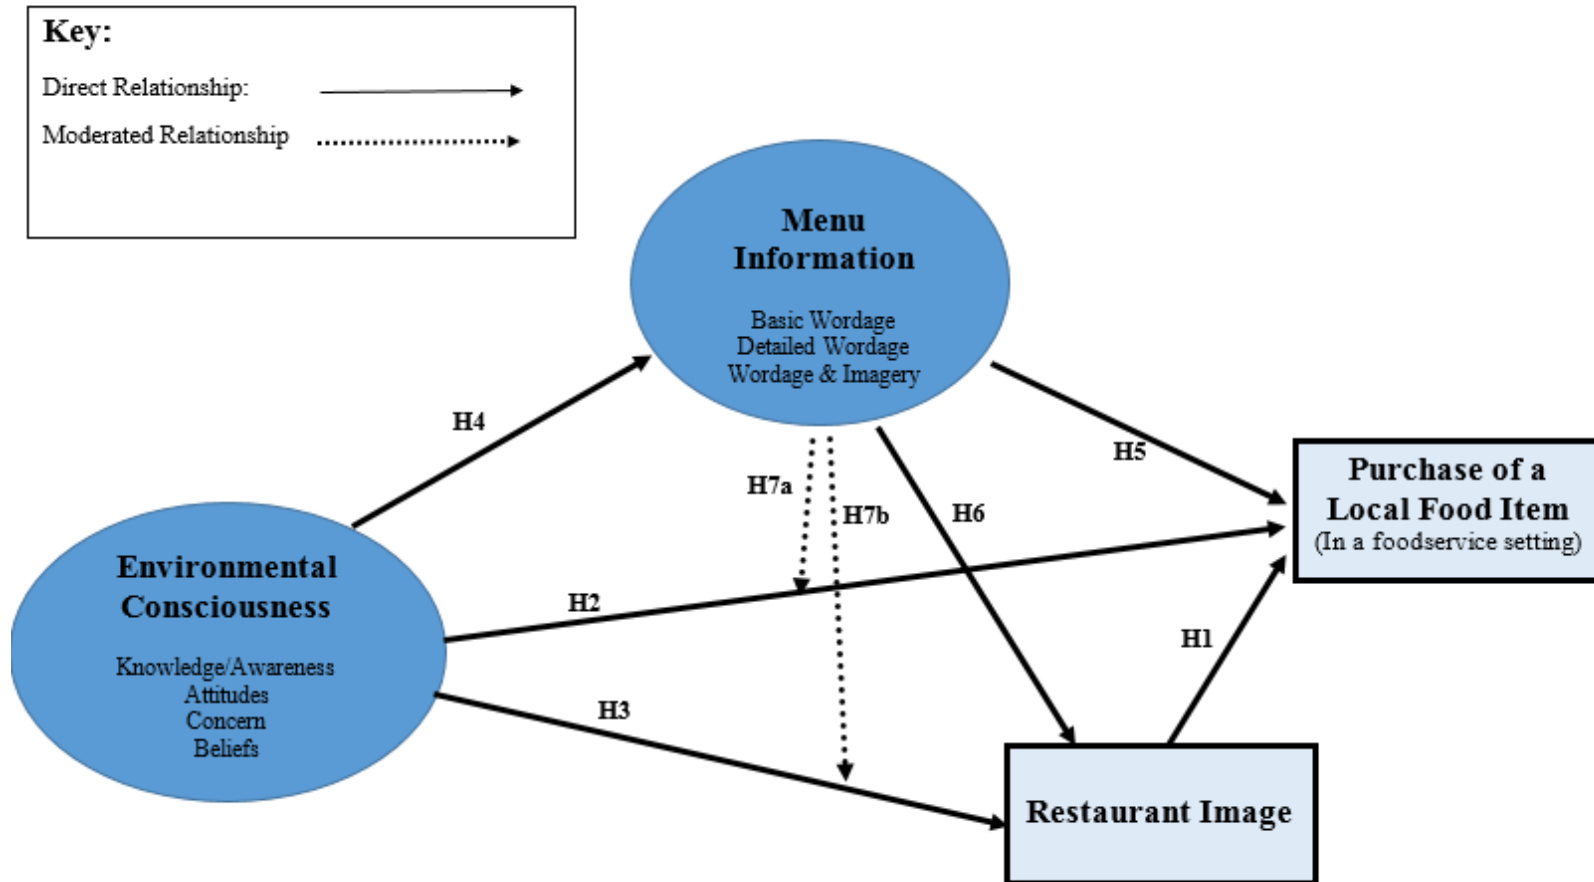 Key:
Direct Relationship:
Moderated Relationship
Menu
Information
Basic Wordage
Detailed Wordage
Wordage & Imagery
H4
H5
H7a
H7b
H6
Purchase of a
Local Food Item
(In a foodservice setting)
Environmental
Consciousness
Knowledge/Awareness
Attitudes
Concern
Beliefs
H2
H1
H3
Restaurant Image